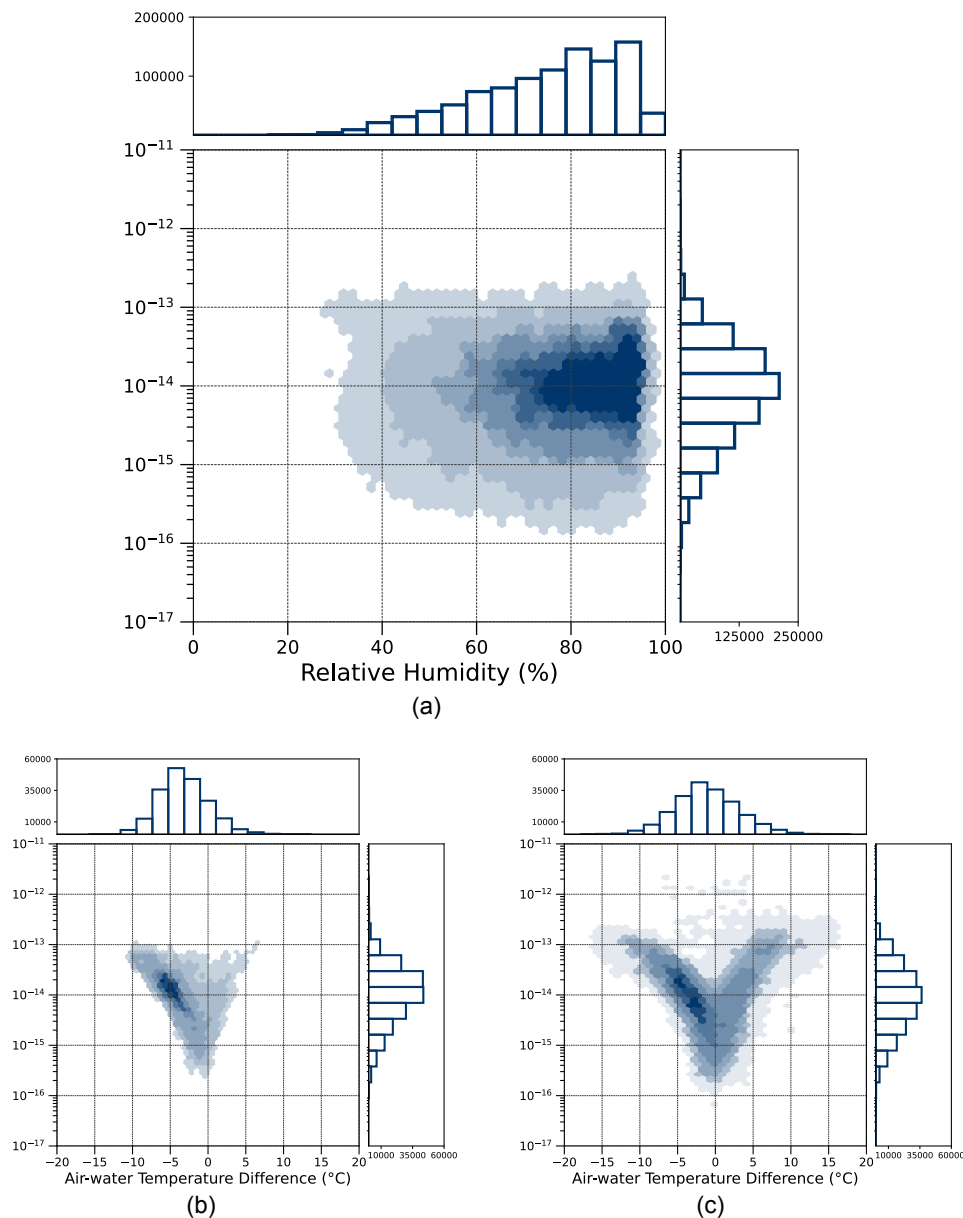 200000
100000
10⁻¹¹
10⁻¹²
10⁻¹³
10⁻¹⁴
10⁻¹⁵
10⁻¹⁶
10⁻¹⁷
0 20 40 60 80 100
125000 250000
Relative Humidity (%)
(a)
60000
35000
10000
10⁻¹¹
10⁻¹²
10⁻¹³
10⁻¹⁴
10⁻¹⁵
10⁻¹⁶
10⁻¹⁷
−20 −15 −10 −5 0 5 10 15 20
10000 35000 60000
Air-water Temperature Difference (°C)
(b)
60000
35000
10000
10⁻¹¹
10⁻¹²
10⁻¹³
10⁻¹⁴
10⁻¹⁵
10⁻¹⁶
10⁻¹⁷
−20 −15 −10 −5 0 5 10 15 20
10000 35000 60000
Air-water Temperature Difference (°C)
(c)